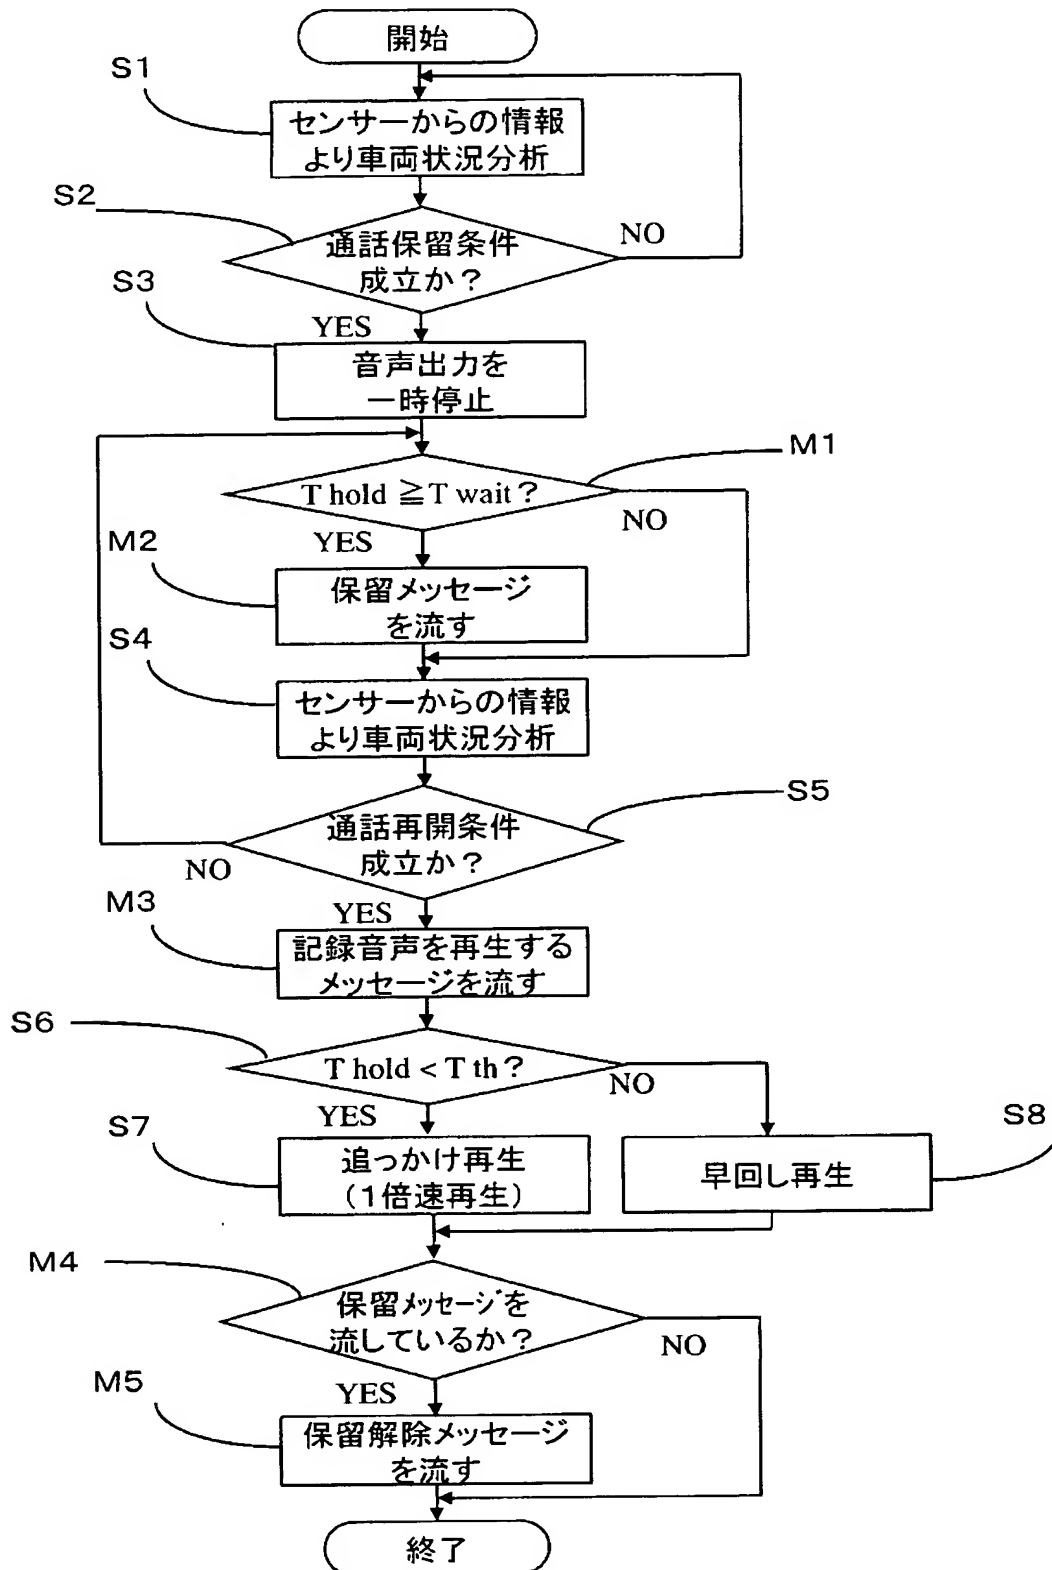 開始
S1
センサーからの情報
より車両状況分析
S2
通話保留条件
成立か?
NO
S3
YES
音声出力を
一時停止
M1
T hold ≧T wait?
NO
YES
M2
保留メッセージ
を流す
S4
センサーからの情報
より車両状況分析
S5
通話再開条件
成立か?
NO
YES
M3
記録音声を再生する
メッセージを流す
S6
T hold < T th?
NO
YES
S7
追っかけ再生
(1倍速再生)
S8
早回し再生
M4
保留メッセージを
流しているか?
NO
YES
M5
保留解除メッセージ
を流す
終了